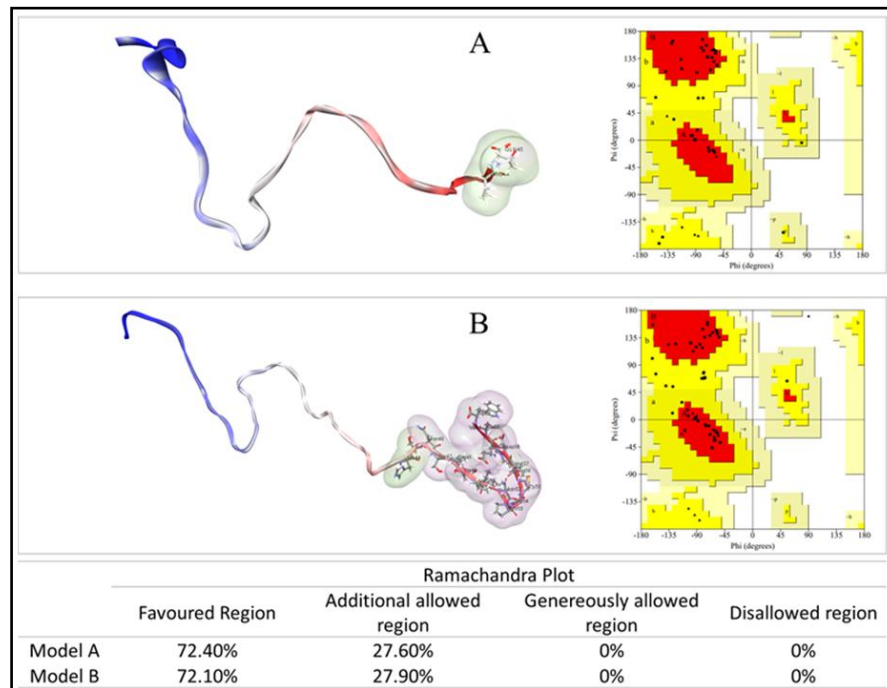 A
180
135
90
45
0
-45
-90
-135
Psi (degrees)
-180 -135 -90 -45 0 45 90 135 180
Phi (degrees)
B
180
135
90
45
0
-45
-90
-135
Psi (degrees)
-180 -135 -90 -45 0 45 90 135 180
Phi (degrees)
Ramachandra Plot
Favoured Region Additional allowed region Genereously allowed region Disallowed region
Model A 72.40% 27.60% 0% 0%
Model B 72.10% 27.90% 0% 0%